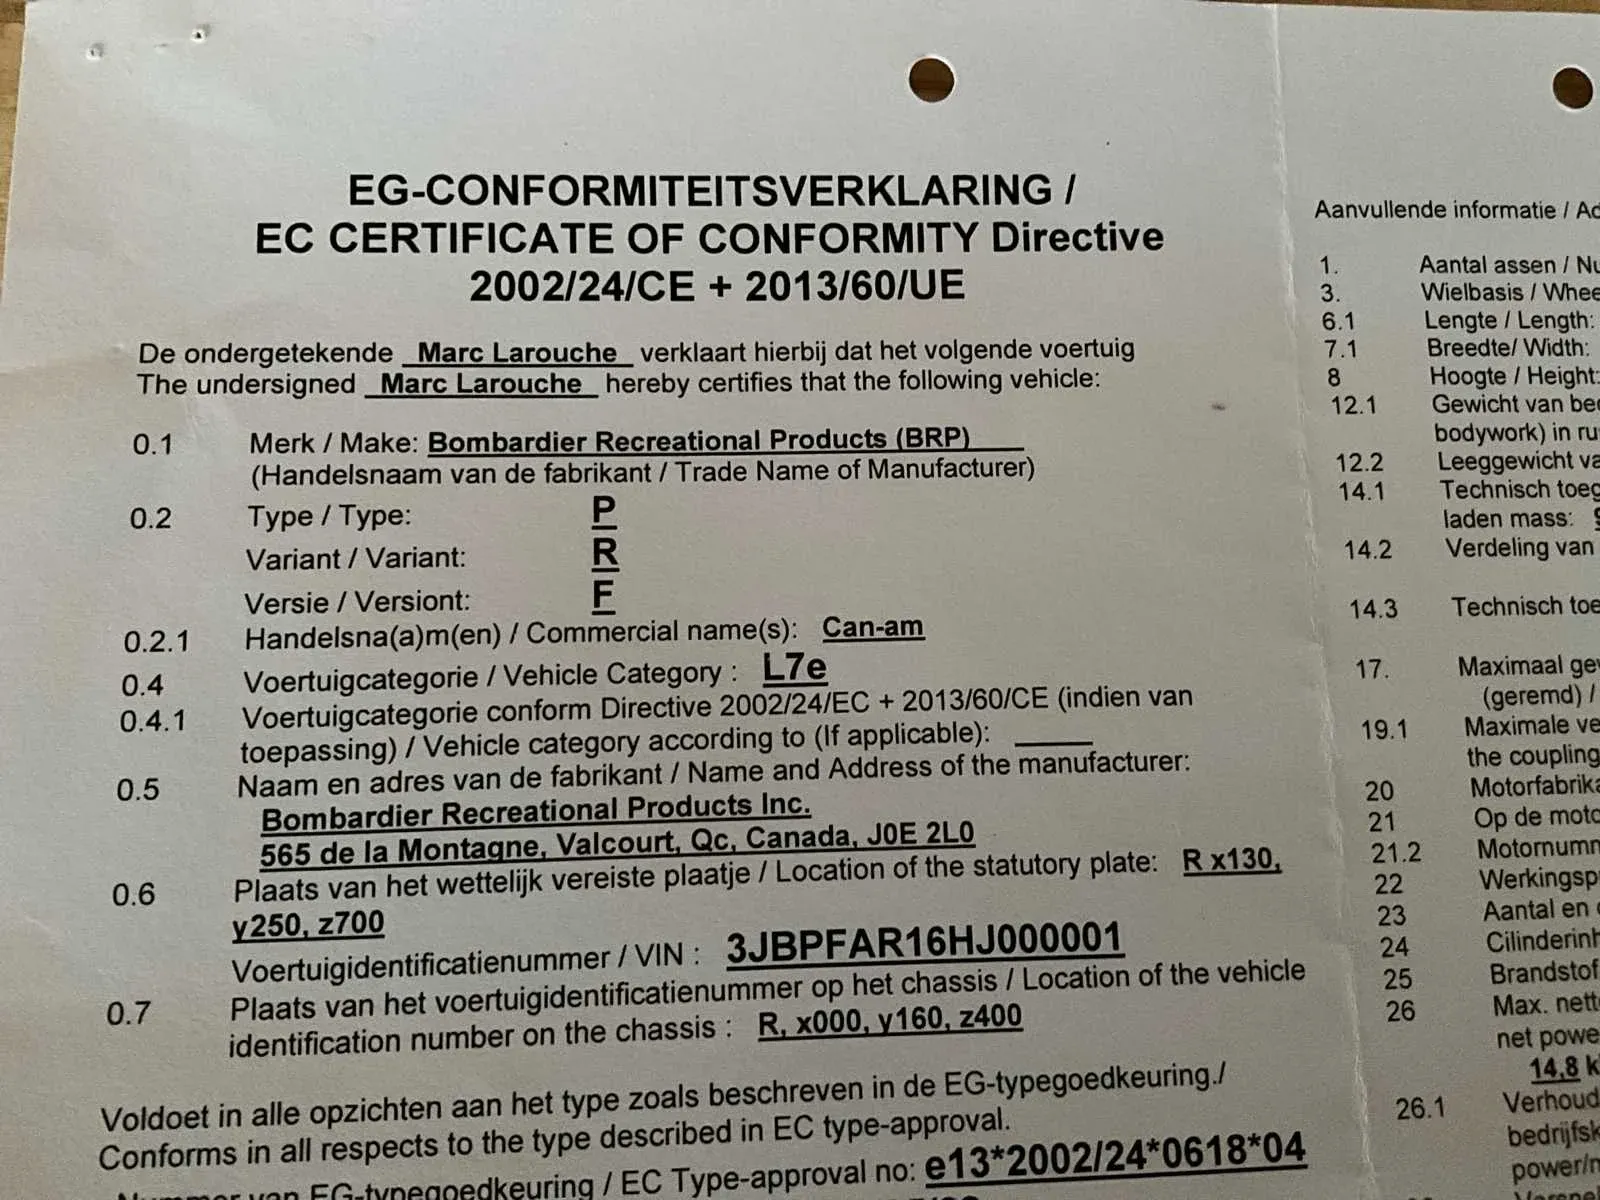 EG-CONFORMITEITSVERKLARING /
EC CERTIFICATE OF CONFORMITY Directive
2002/24/CE + 2013/60/UE
De ondergetekende Marc Larouche verklaart hierbij dat het volgende voertuig
The undersigned Marc Larouche hereby certifies that the following vehicle:
0.1 Merk / Make: Bombardier Recreational Products (BRP)
(Handelsnaam van de fabrikant / Trade Name of Manufacturer)
0.2 Type / Type: P
Variant / Variant: R
Versie / Versiont: F
0.2.1 Handelsna(a)m(en) / Commercial name(s): Can-am
0.4 Voertuigcategorie / Vehicle Category : L7e
0.4.1 Voertuigcategorie conform Directive 2002/24/EC + 2013/60/CE (indien van
toepassing) / Vehicle category according to (If applicable):
0.5 Naam en adres van de fabrikant / Name and Address of the manufacturer:
Bombardier Recreational Products Inc.
565 de la Montagne, Valcourt, Qc, Canada, J0E 2L0
0.6 Plaats van het wettelijk vereiste plaatje / Location of the statutory plate: R x130,
y250, z700
Voertuigidentificatienummer / VIN : 3JBPFAR16HJ000001
0.7 Plaats van het voertuigidentificatienummer op het chassis / Location of the vehicle
identification number on the chassis : R, x000, y160, z400
Voldoet in alle opzichten aan het type zoals beschreven in de EG-typegoedkeuring./
Conforms in all respects to the type described in EC type-approval.
Nummer van EG-typegoedkeuring / EC Type-approval no: e13*2002/24*0618*04
Aanvullende informatie /
1. Aantal assen /
3. Wielbasis /
6.1 Lengte / Length:
7.1 Breedte/ Width:
8 Hoogte / Height:
12.1 Gewicht van
bodywork) in
12.2 Leeggewicht
14.1 Technisch
laden mass:
14.2 Verdeling van
14.3 Technisch
17. Maximaal
(geremd) /
19.1 Maximale
the coupling
20
21 Op de
21.2
22
23 Aantal en
24
25
26 Max.
net
14,8
26.1